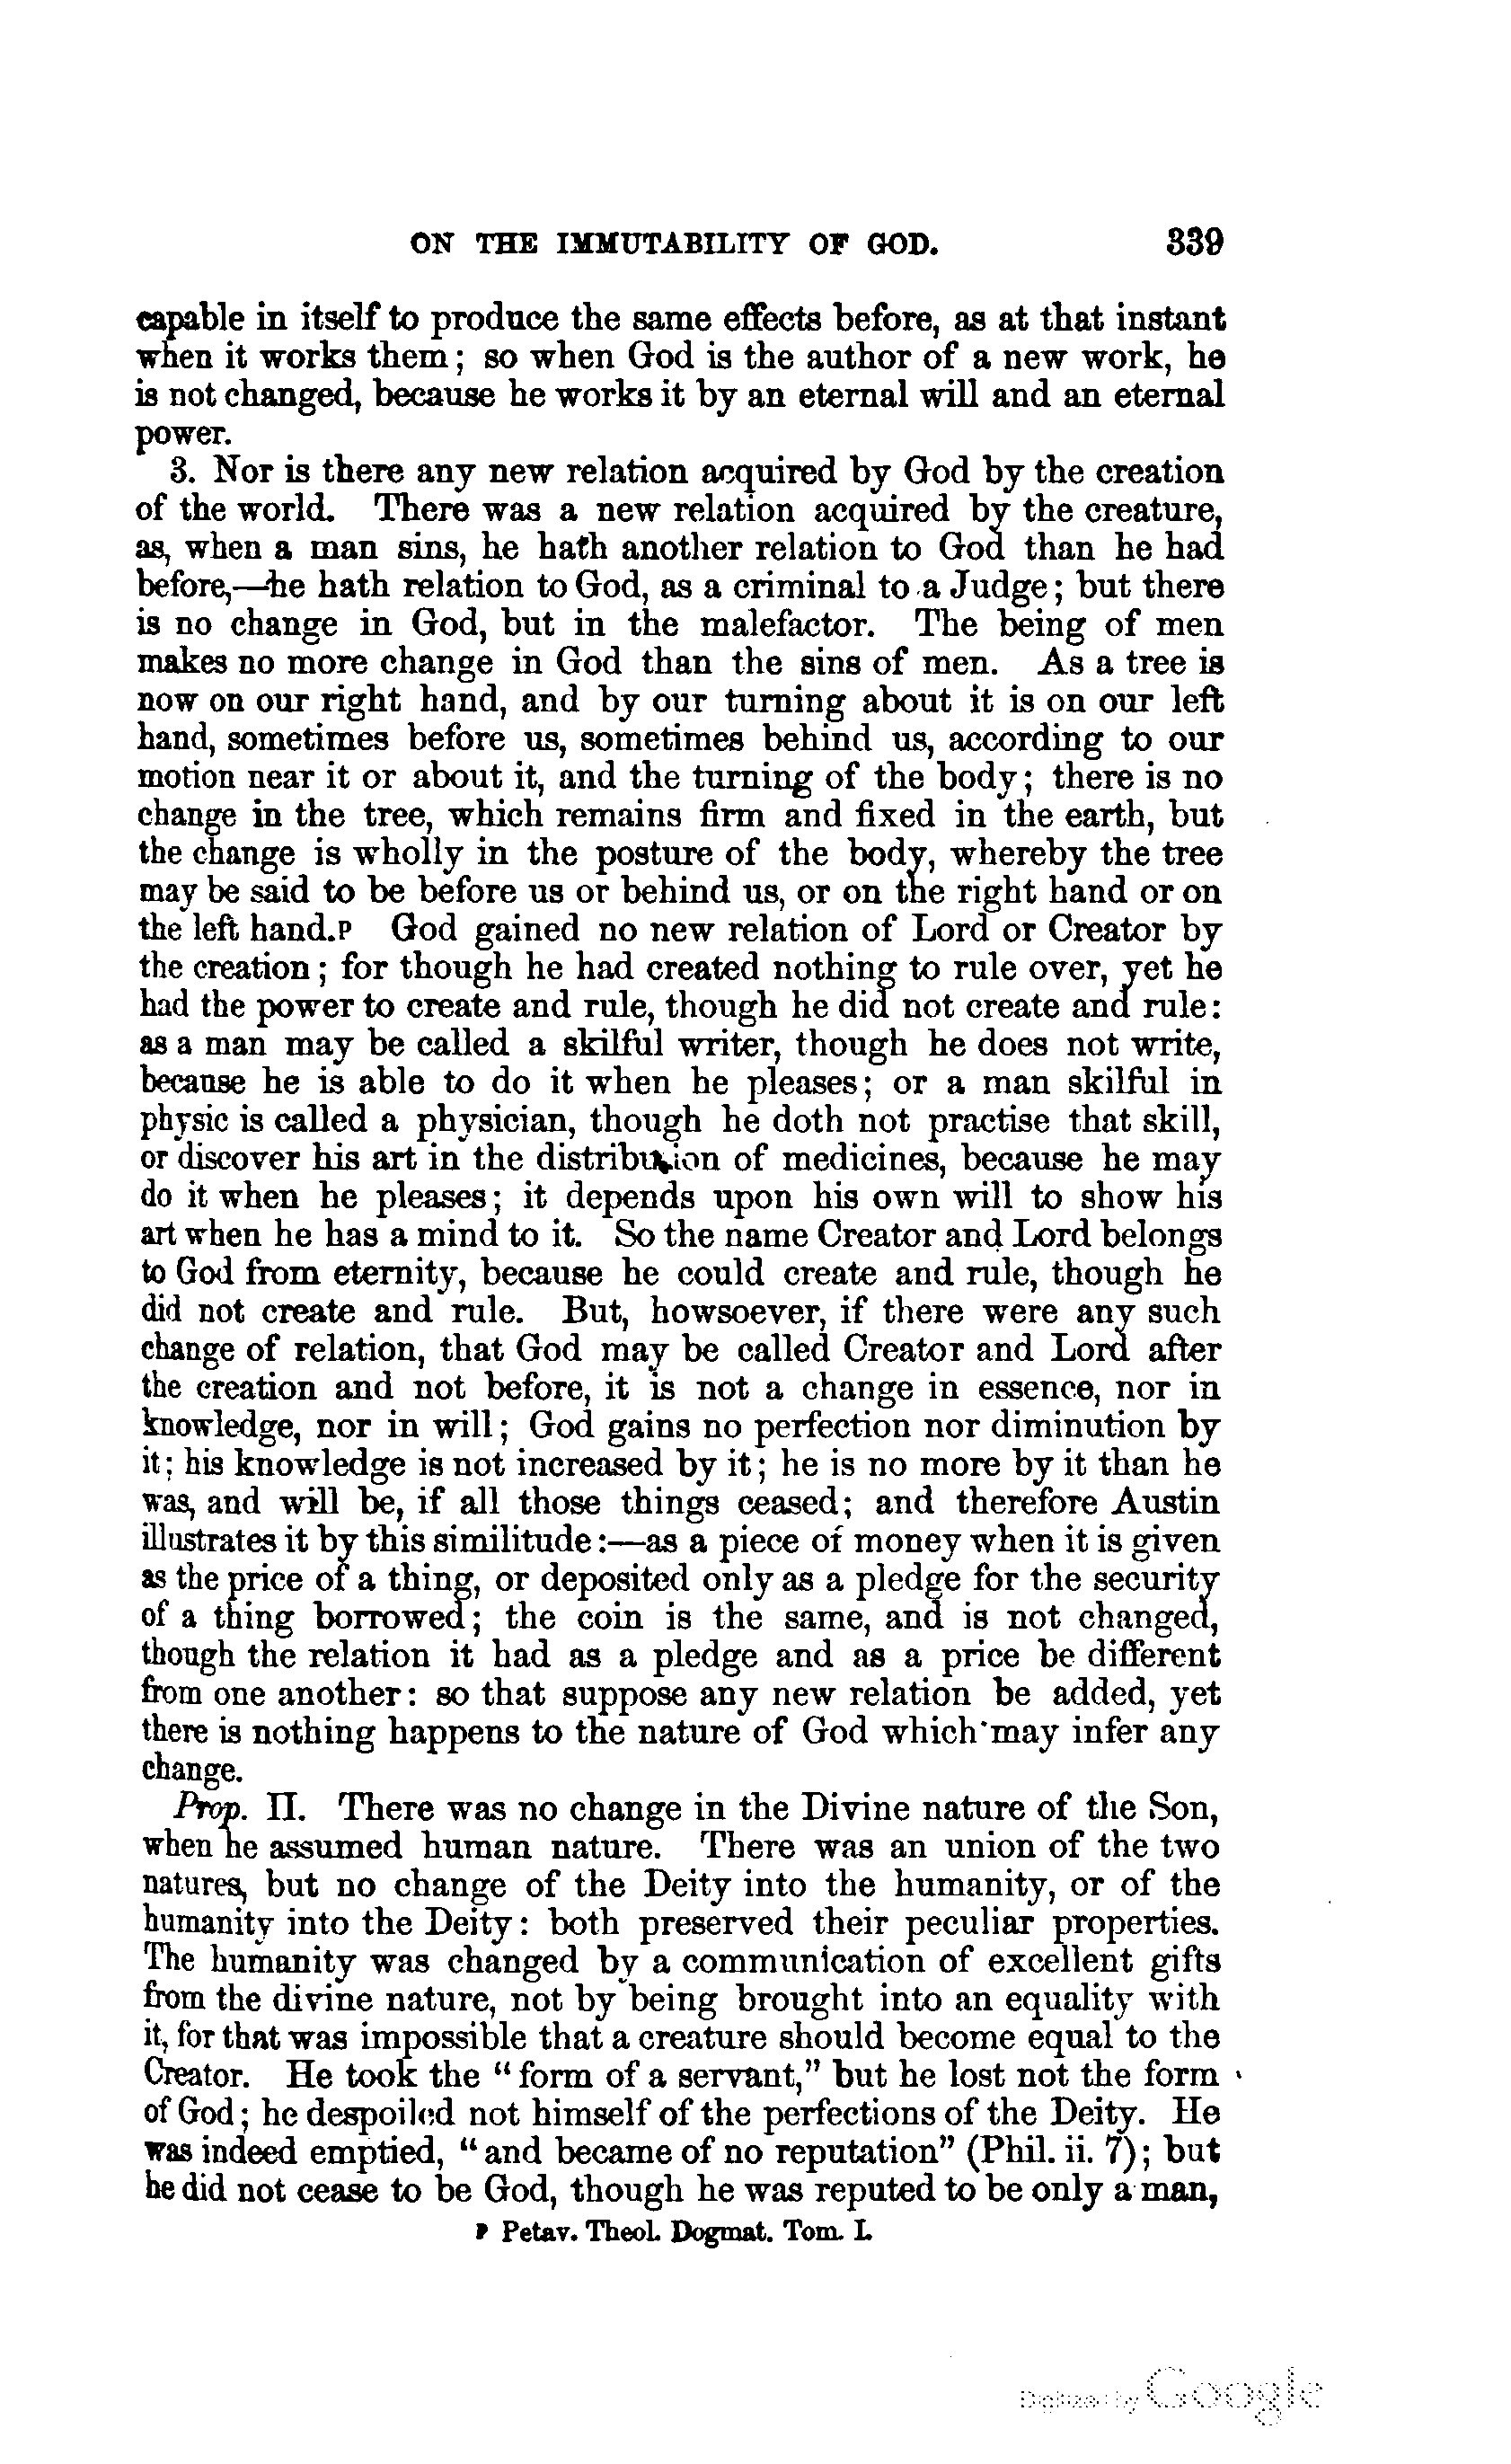 ON THE IMMUTABILITY OF GOD. 339
capable in itself to produce the same effects before, as at that instant
when it works them; so when God is the author of a new work, he
is not changed, because he works it by an eternal will and an eternal
power.
3. Nor is there any new relation acquired by God by the creation
of the world. There was a new relation acquired by the creature,
as, when a man sins, he hath another relation to God than he had
before,—he hath relation to God, as a criminal to a Judge; but there
is no change in God, but in the malefactor. The being of men
makes no more change in God than the sins of men. As a tree is
now on our right hand, and by our turning about it is on our left
hand, sometimes before us, sometimes behind us, according to our
motion near it or about it, and the turning of the body; there is no
change in the tree, which remains firm and fixed in the earth, but
the change is wholly in the posture of the body, whereby the tree
may be said to be before us or behind us, or on the right hand or on
the left hand.p God gained no new relation of Lord or Creator by
the creation; for though he had created nothing to rule over, yet he
had the power to create and rule, though he did not create and rule:
as a man may be called a skilful writer, though he does not write,
because he is able to do it when he pleases; or a man skilful in
physic is called a physician, though he doth not practise that skill,
or discover his art in the distribution of medicines, because he may
do it when he pleases; it depends upon his own will to show his
art when he has a mind to it. So the name Creator and Lord belongs
to God from eternity, because he could create and rule, though he
did not create and rule. But, howsoever, if there were any such
change of relation, that God may be called Creator and Lord after
the creation and not before, it is not a change in essence, nor in
knowledge, nor in will; God gains no perfection nor diminution by
it; his knowledge is not increased by it; he is no more by it than he
was, and will be, if all those things ceased; and therefore Austin
illustrates it by this similitude:—as a piece of money when it is given
as the price of a thing, or deposited only as a pledge for the security
of a thing borrowed; the coin is the same, and is not changed,
though the relation it had as a pledge and as a price be different
from one another: so that suppose any new relation be added, yet
there is nothing happens to the nature of God which may infer any
change.
Prop. II. There was no change in the Divine nature of the Son,
when he assumed human nature. There was an union of the two
natures, but no change of the Deity into the humanity, or of the
humanity into the Deity: both preserved their peculiar properties.
The humanity was changed by a communication of excellent gifts
from the divine nature, not by being brought into an equality with
it, for that was impossible that a creature should become equal to the
Creator. He took the "form of a servant," but he lost not the form
of God; he despoiled not himself of the perfections of the Deity. He
was indeed emptied, "and became of no reputation" (Phil. ii. 7); but
he did not cease to be God, though he was reputed to be only a man,
p Petav. Theol. Dogmat. Tom. I.
Digitized by Google